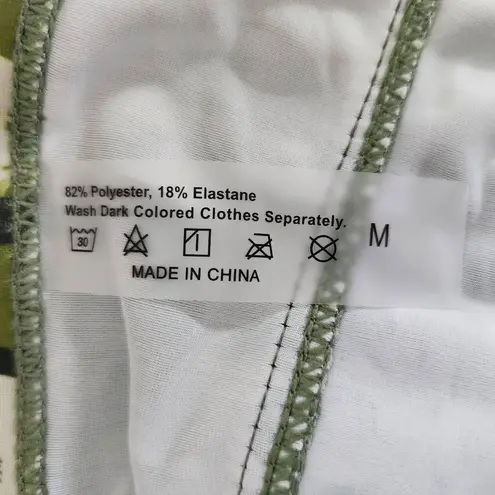 82% Polyester, 18% Elastane
Wash Dark Colored Clothes Separately.
30
M
MADE IN CHINA